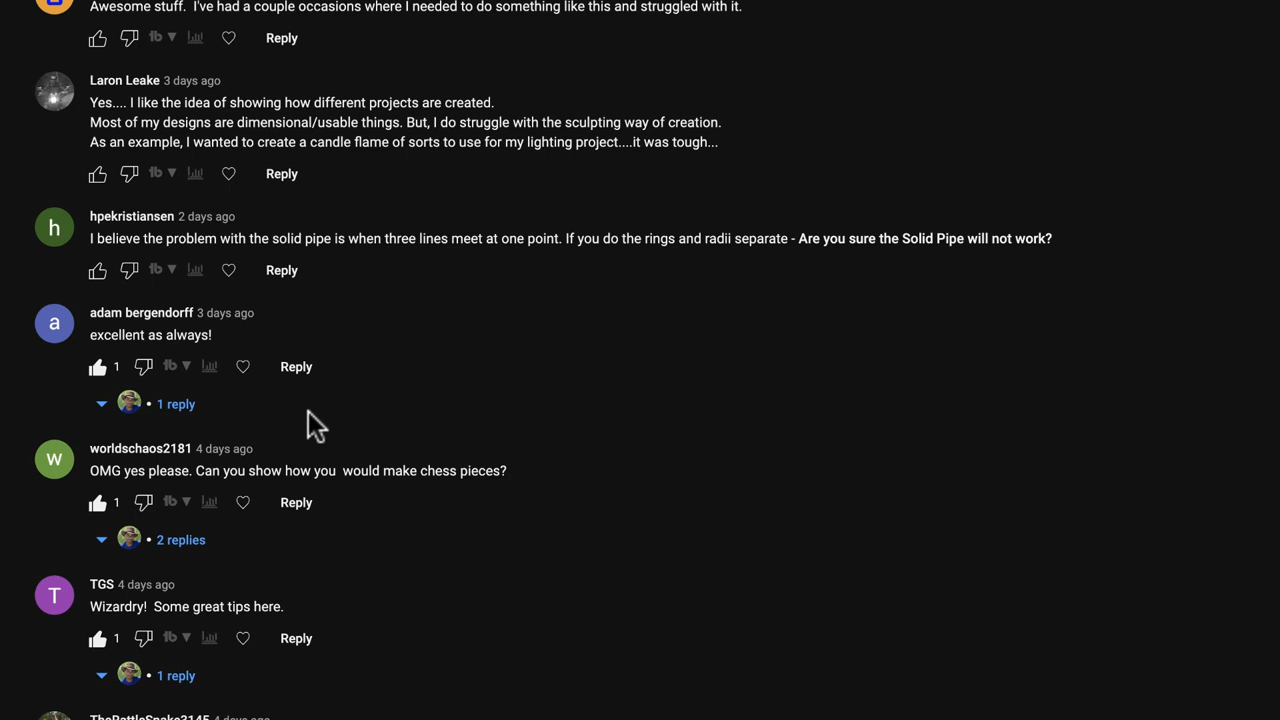 Awesome stuff.  I've had a couple occasions where I needed to do something like this and struggled with it.
Reply
Laron Leake 3 days ago
Yes.... I like the idea of showing how different projects are created.
Most of my designs are dimensional/usable things. But, I do struggle with the sculpting way of creation.
As an example, I wanted to create a candle flame of sorts to use for my lighting project....it was tough...
Reply
h
hpekristiansen 2 days ago
I believe the problem with the solid pipe is when three lines meet at one point. If you do the rings and radii separate - Are you sure the Solid Pipe will not work?
Reply
a
adam bergendorff 3 days ago
excellent as always!
1 Reply
• 1 reply
w
worldschaos2181 4 days ago
OMG yes please. Can you show how you  would make chess pieces?
1 Reply
• 2 replies
T
TGS 4 days ago
Wizardry!  Some great tips here.
1 Reply
• 1 reply
TheRattleSnake3145 4 days ago